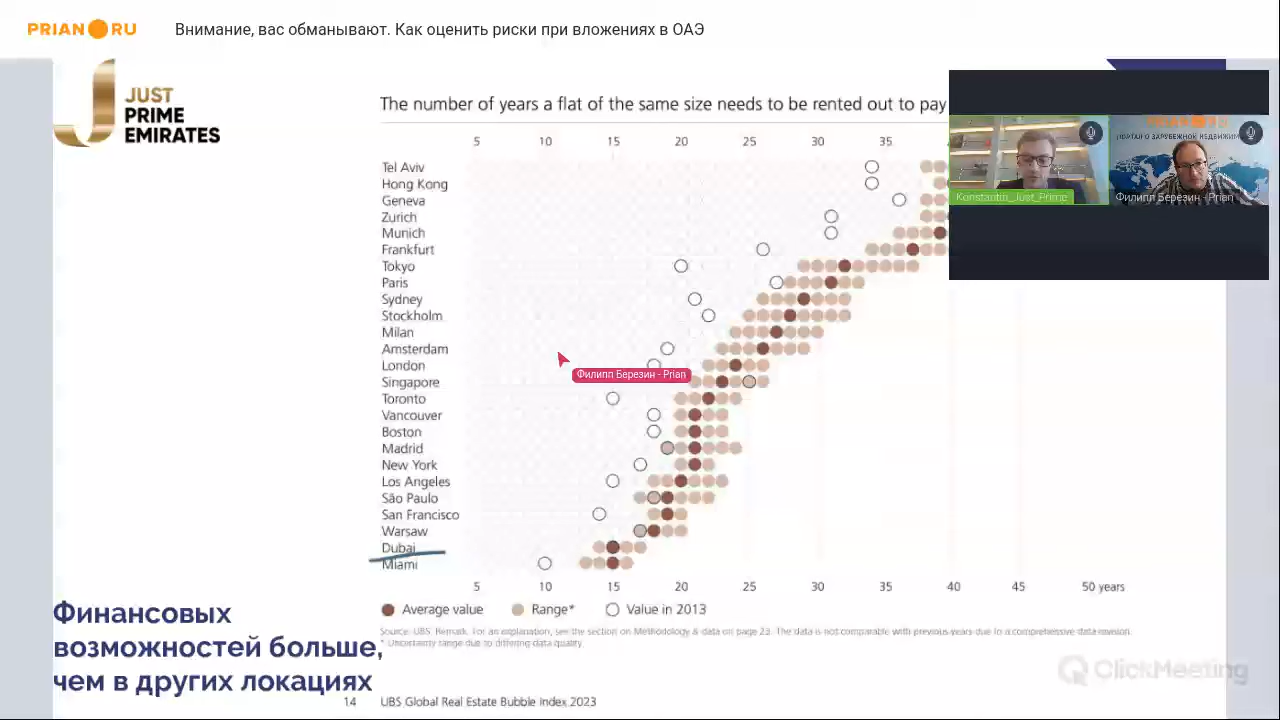 PRIAN RU
Внимание, вас обманывают. Как оценить риски при вложениях в ОАЭ
JUST
PRIME
EMIRATES
The number of years a flat of the same size needs to be rented out to pay
5 10 15 20 25 30 35
Tel Aviv
Hong Kong
Geneva
Zurich
Munich
Frankfurt
Tokyo
Paris
Sydney
Stockholm
Milan
Amsterdam
London
Singapore
Toronto
Vancouver
Boston
Madrid
New York
Los Angeles
São Paulo
San Francisco
Warsaw
Dubai
Miami
5 10 15 20 25 30 35 40 45 50 years
Average value Range* Value in 2013
Source: UBS. Remark. For an explanation, see the section on Methodology & data on page 23. The data is not comparable with previous years due to a comprehensive data revision.
* Uncertainty range due to differing data quality.
14 UBS Global Real Estate Bubble Index 2023
Финансовых
возможностей больше,
чем в других локациях
Филипп Березин - Prian
Konstantin_Just_Prime
Филипп Березин - Prian
ClickMeeting